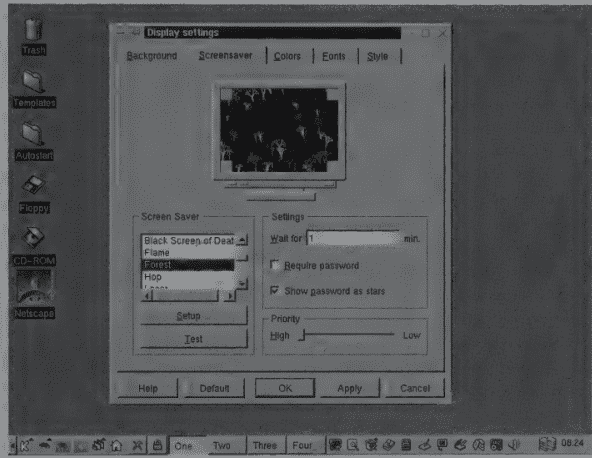 Display settings
Trash
Background Screensaver Colors Fonts Style
Templates
Autostart
Floppy
CD-ROM
Netscape
Screen Saver
Black Screen of Deat
Flame
Forest
Hop
Setup ...
Test
Settings
Wait for 1 min.
Require password
Show password as stars
Priority
High Low
Help Default OK Apply Cancel
One Two Three Four
08:24